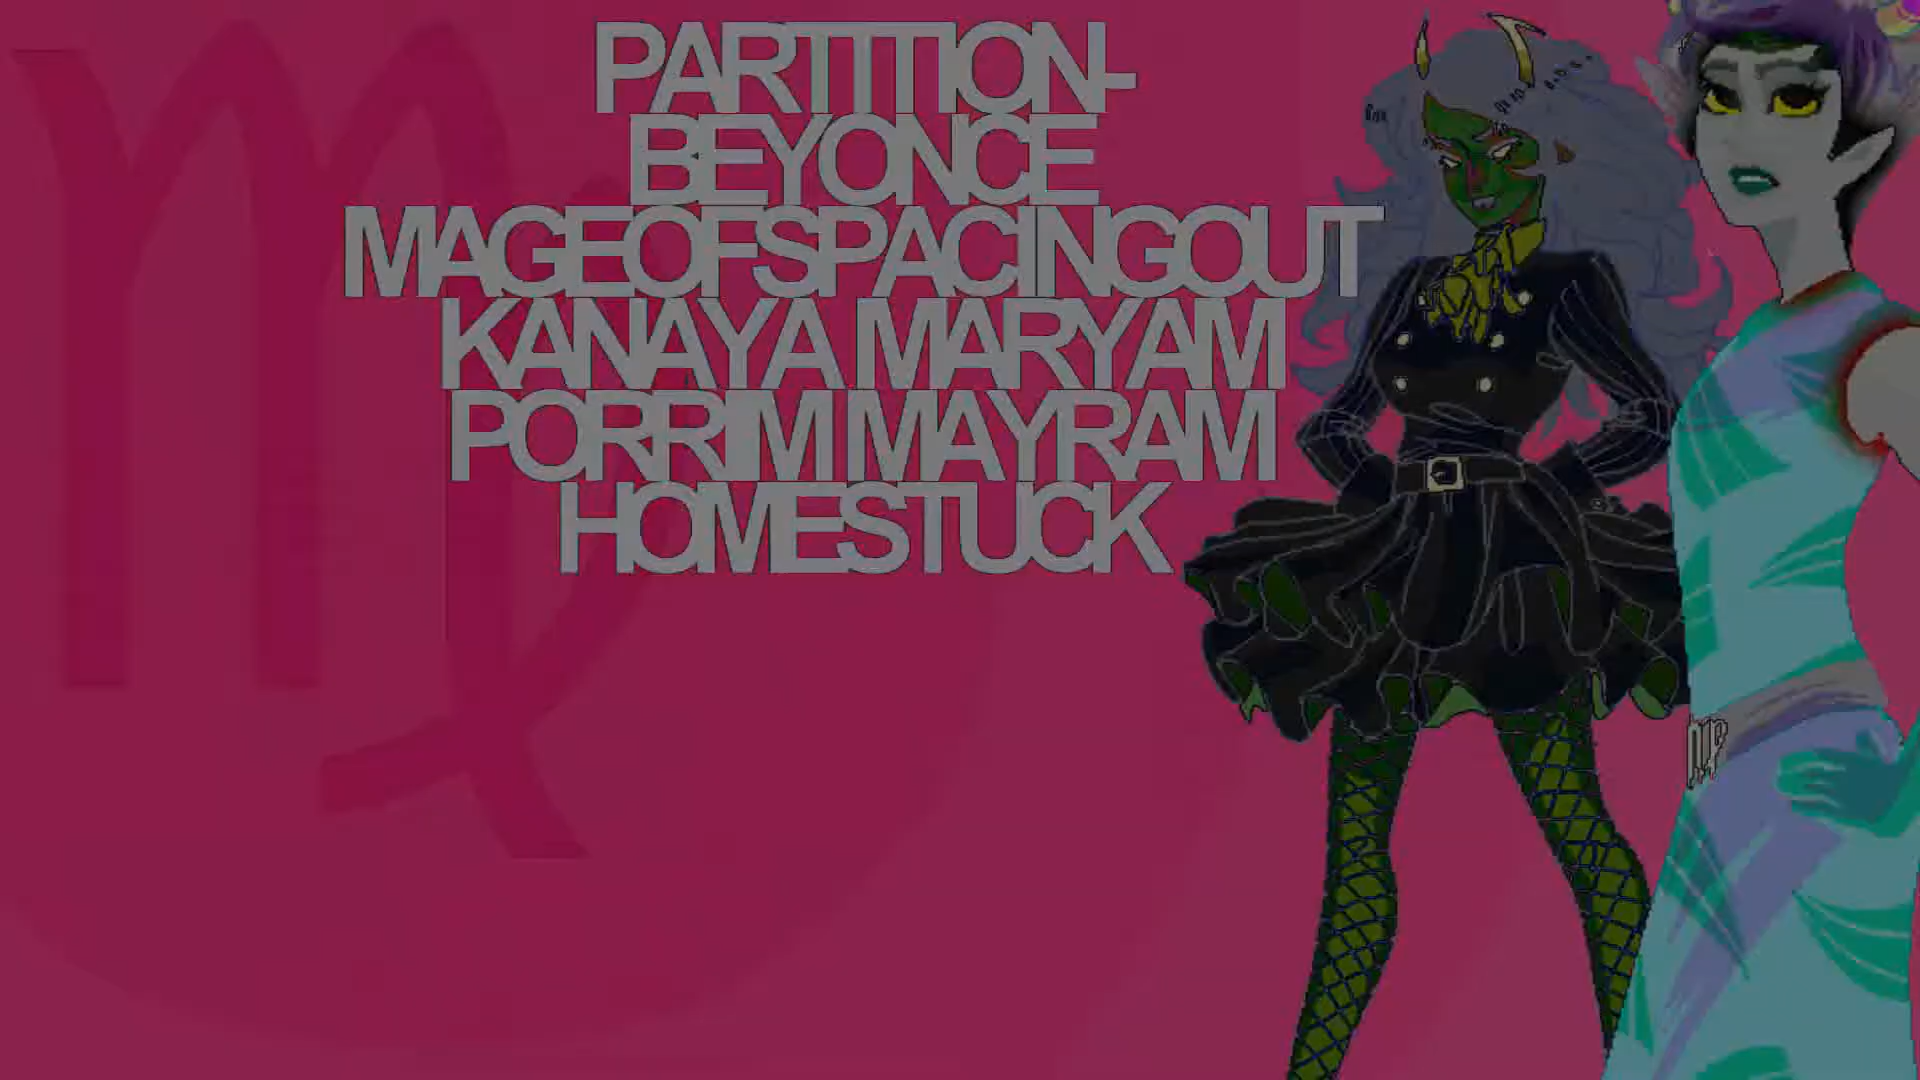 PARTITION-
BEYONCE
MAGEOFSPACINGOUT
KANAYA MARYAM
PORRIM MAYRAM
HOMESTUCK